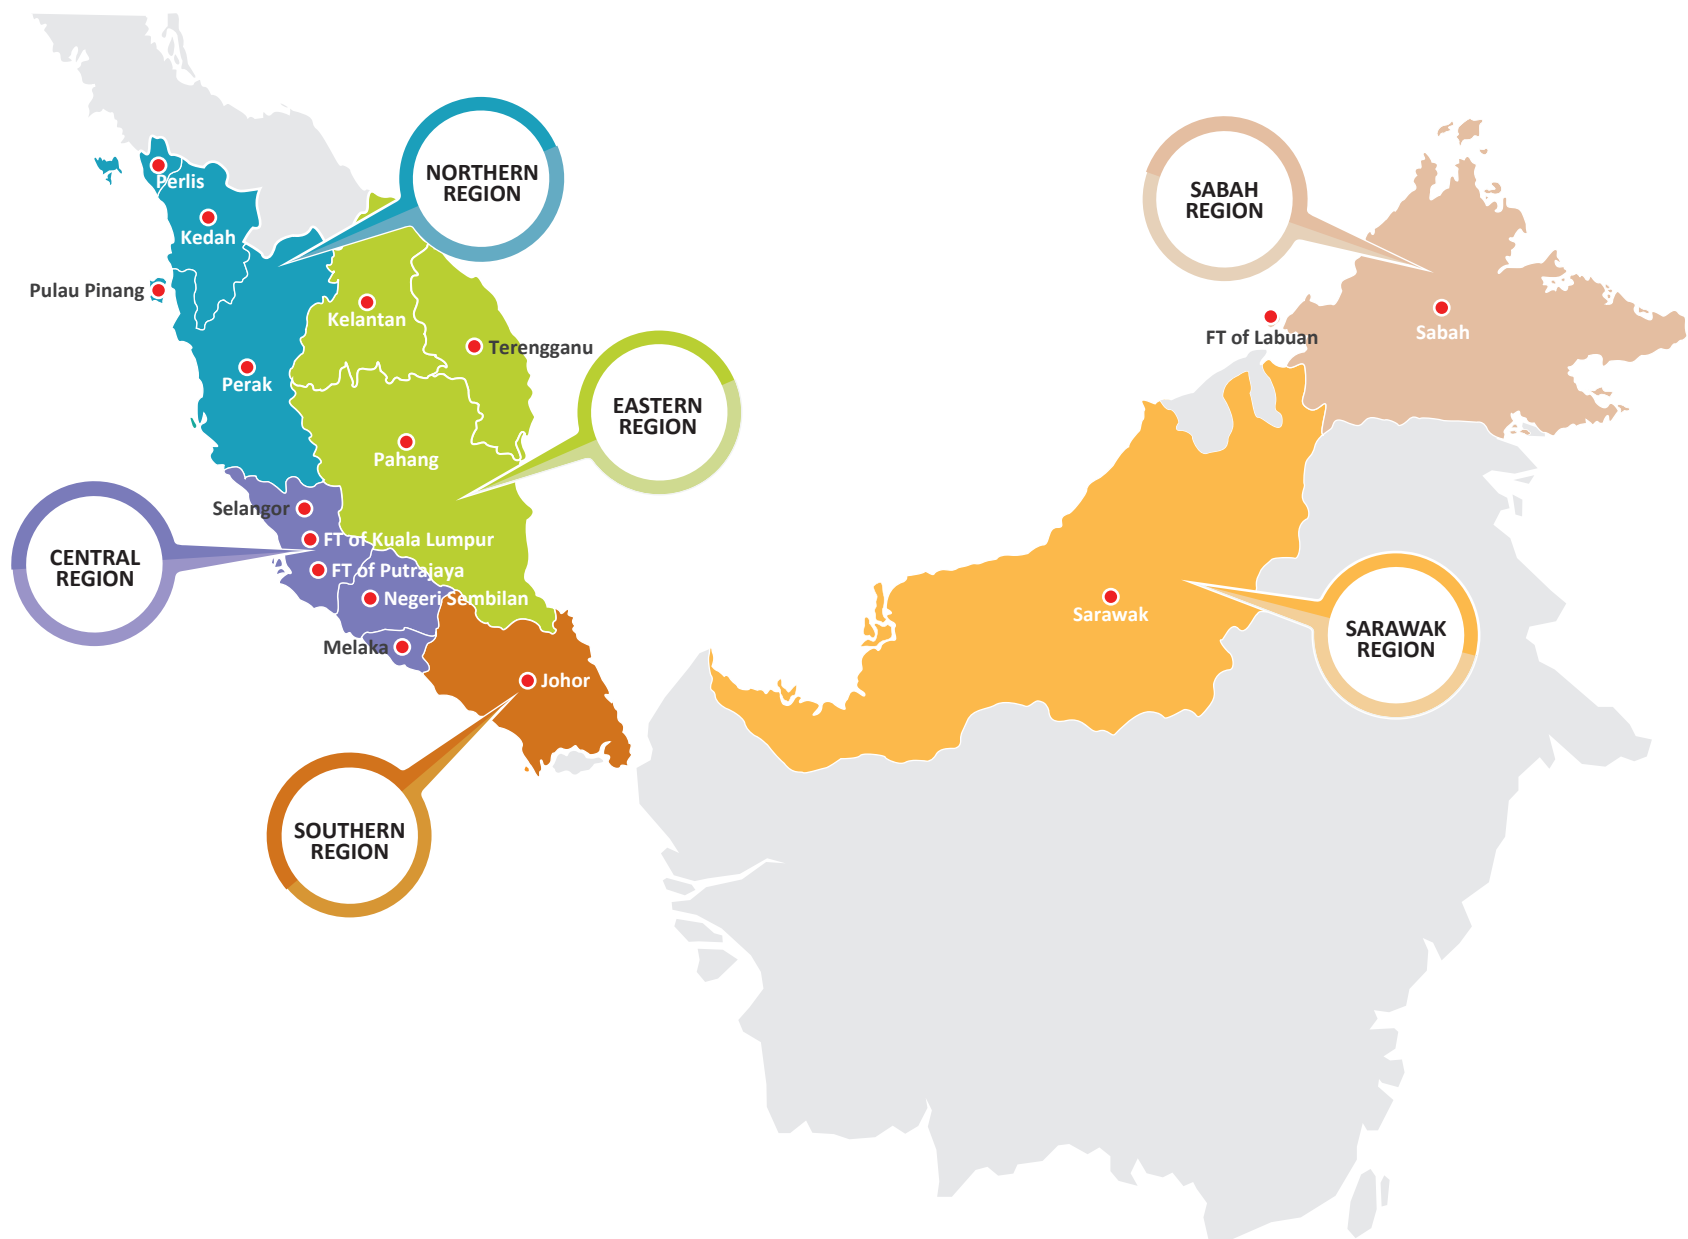 NORTHERN
REGION
Perlis
Kedah
Pulau Pinang
Perak
Kelantan
Terengganu
EASTERN
REGION
Pahang
CENTRAL
REGION
Selangor
FT of Kuala Lumpur
FT of Putrajaya
Negeri Sembilan
Melaka
Johor
SOUTHERN
REGION
SABAH
REGION
FT of Labuan
Sabah
Sarawak
SARAWAK
REGION